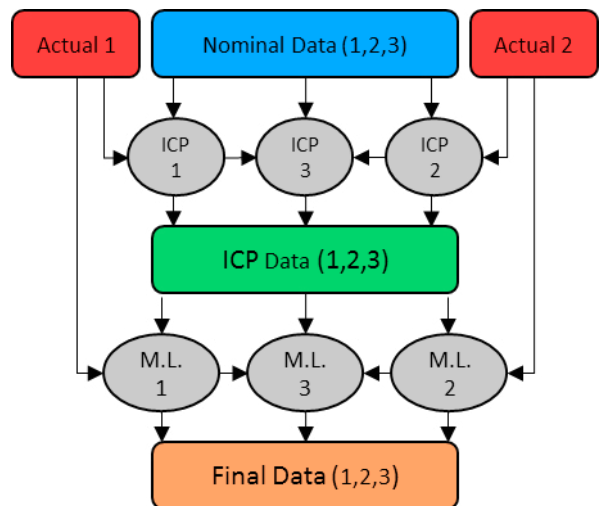 Actual 1
Nominal Data (1,2,3)
Actual 2
ICP
1
ICP
3
ICP
2
ICP Data (1,2,3)
M.L.
1
M.L.
3
M.L.
2
Final Data (1,2,3)